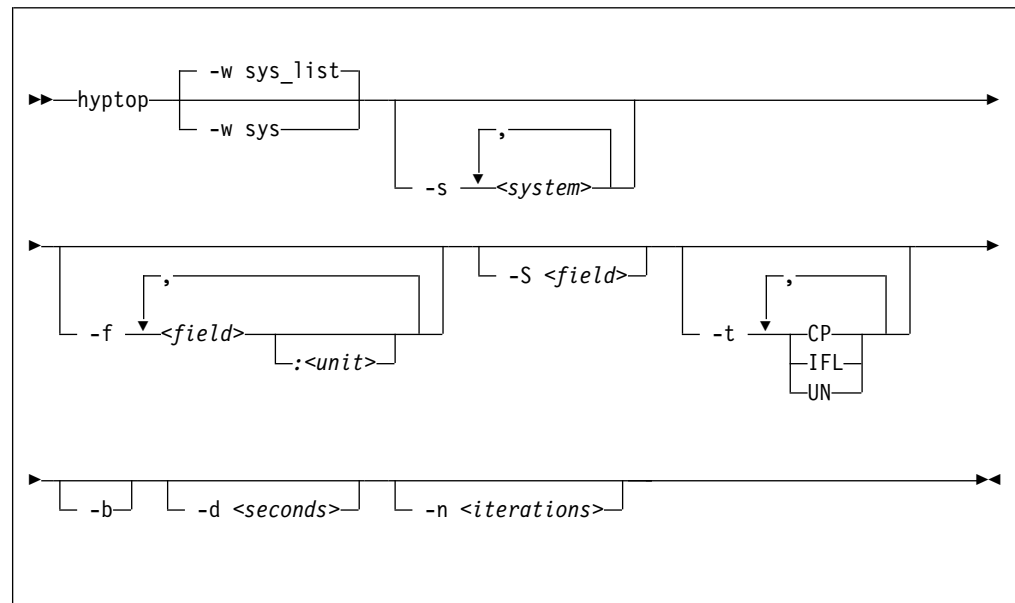 -w sys_list
hyptop
-w sys
,
-s <system>
,
-f <field>
:<unit>
-S <field>
,
-t CP
IFL
UN
-b -d <seconds> -n <iterations>